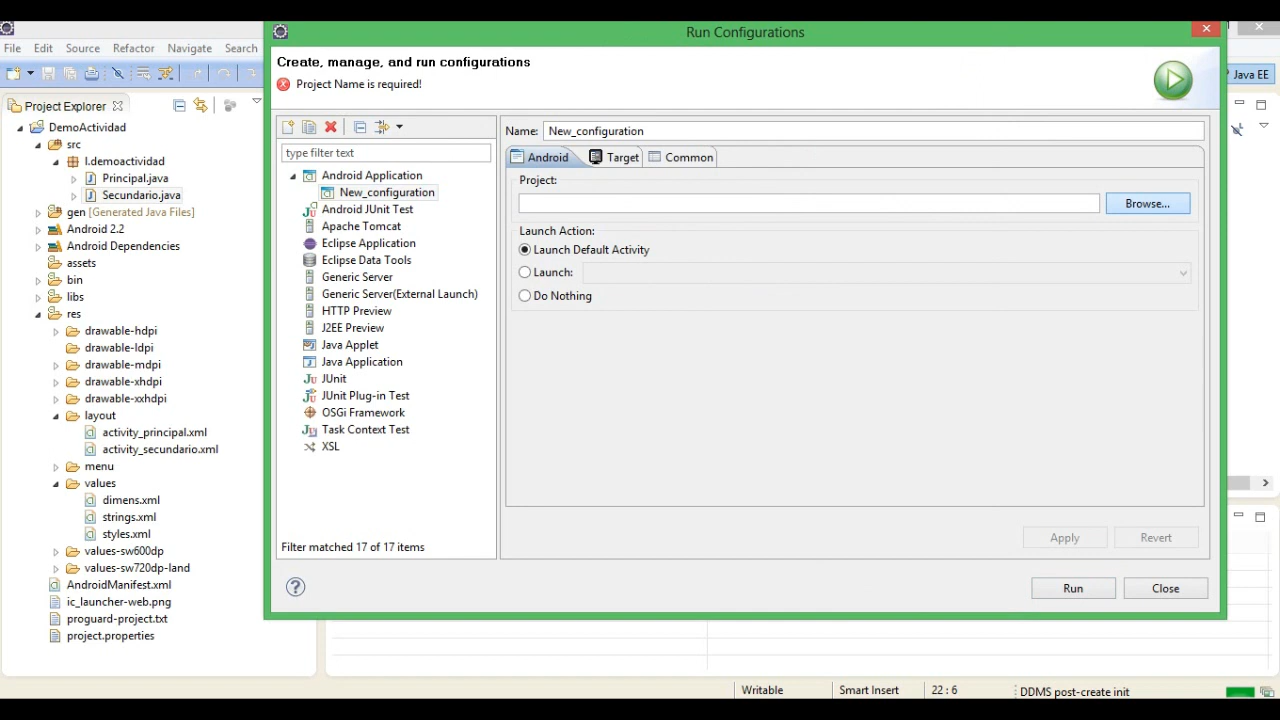 Run Configurations
File Edit Source Refactor Navigate Search
Java EE
Project Explorer
DemoActividad
src
l.demoactividad
Principal.java
Secundario.java
gen [Generated Java Files]
Android 2.2
Android Dependencies
assets
bin
libs
res
drawable-hdpi
drawable-ldpi
drawable-mdpi
drawable-xhdpi
drawable-xxhdpi
layout
activity_principal.xml
activity_secundario.xml
menu
values
dimens.xml
strings.xml
styles.xml
values-sw600dp
values-sw720dp-land
AndroidManifest.xml
ic_launcher-web.png
proguard-project.txt
project.properties
Create, manage, and run configurations
Project Name is required!
type filter text
Android Application
New_configuration
Android JUnit Test
Apache Tomcat
Eclipse Application
Eclipse Data Tools
Generic Server
Generic Server(External Launch)
HTTP Preview
J2EE Preview
Java Applet
Java Application
JUnit
JUnit Plug-in Test
OSGi Framework
Task Context Test
XSL
Filter matched 17 of 17 items
Name: New_configuration
Android Target Common
Project:
Browse...
Launch Action:
Launch Default Activity
Launch:
Do Nothing
Apply Revert
Run Close
Writable Smart Insert 22 : 6 DDMS post-create init